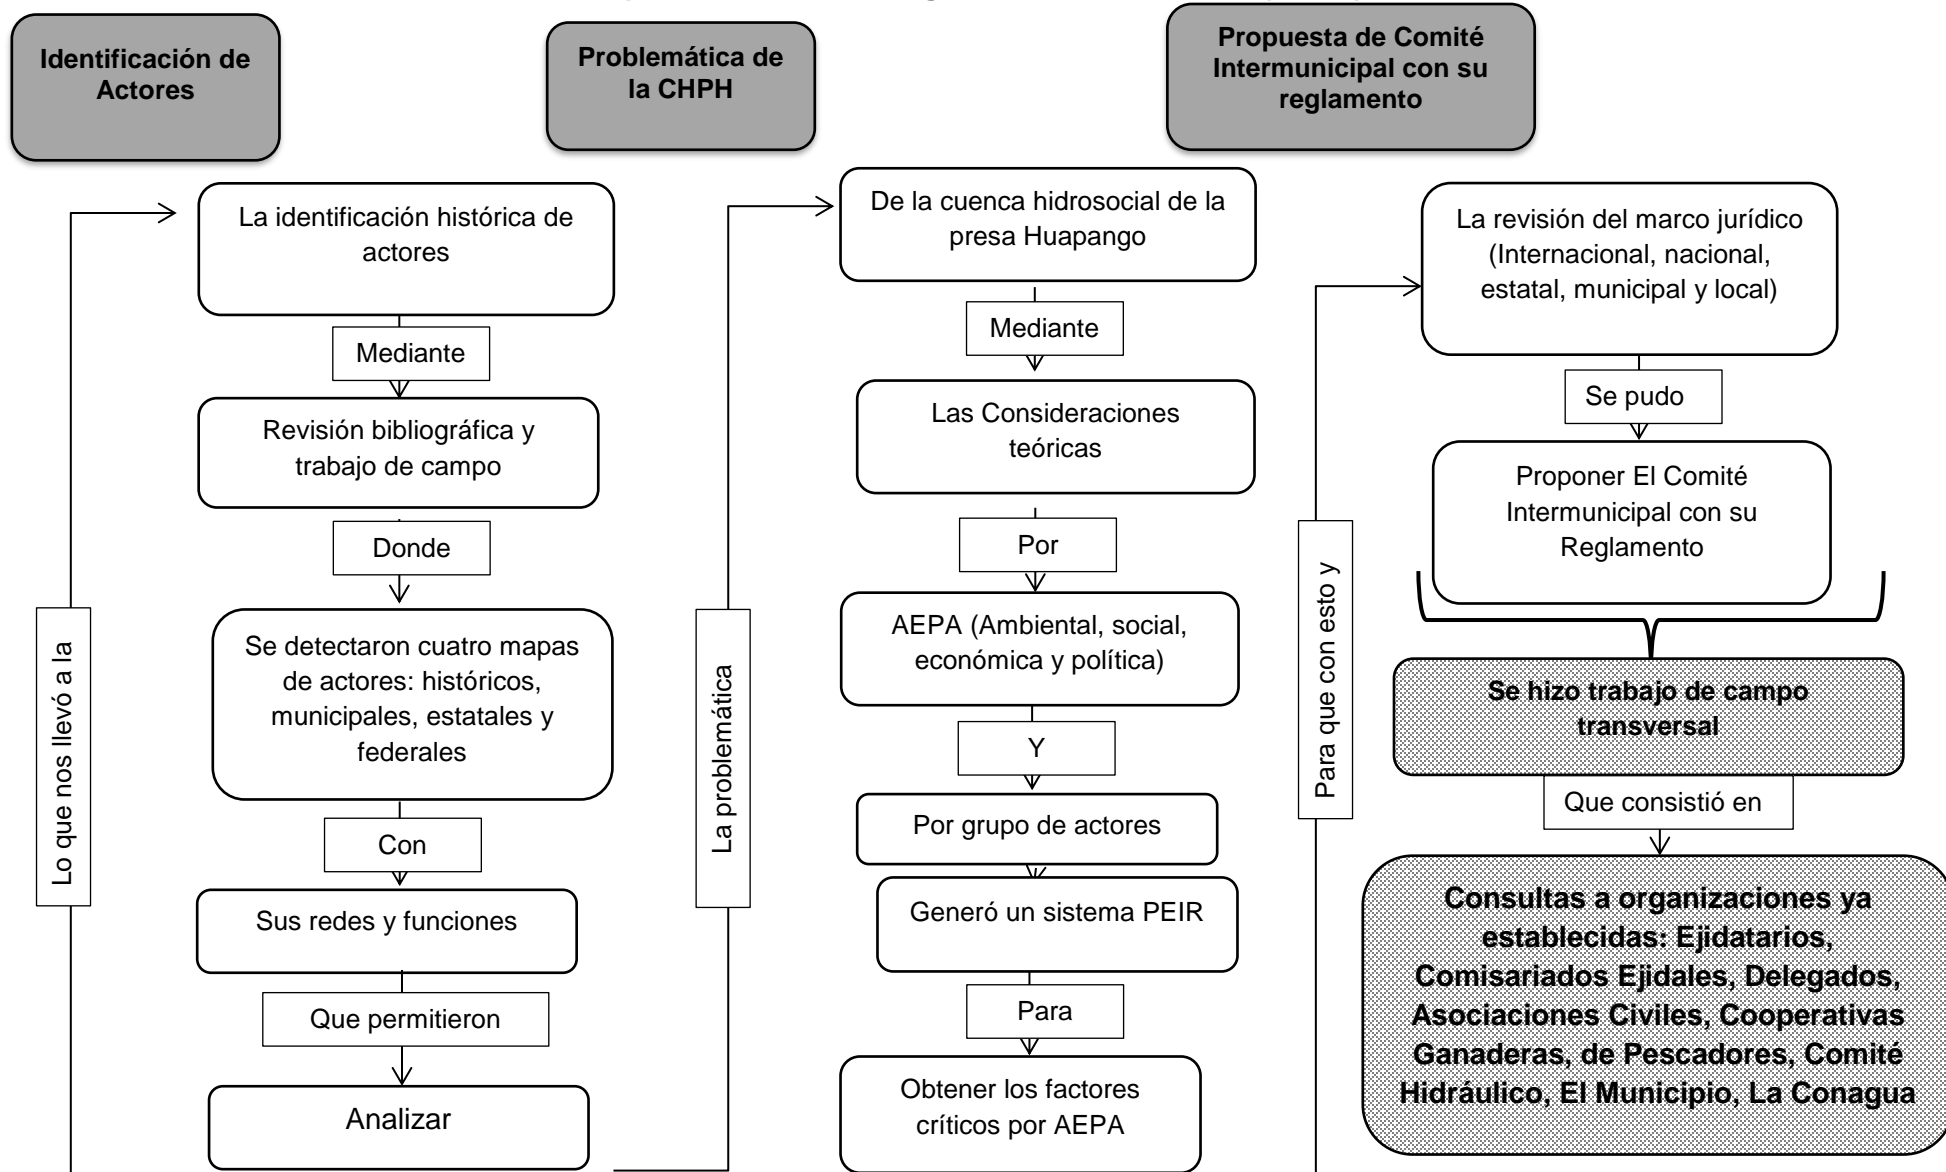 Identificación de
Actores
Problemática de
la CHPH
Propuesta de Comité
Intermunicipal con su
reglamento
Lo que nos llevó a la
La identificación histórica de
actores
Mediante
Revisión bibliográfica y
trabajo de campo
Donde
Se detectaron cuatro mapas
de actores: históricos,
municipales, estatales y
federales
Con
Sus redes y funciones
Que permitieron
Analizar
La problemática
De la cuenca hidrosocial de la
presa Huapango
Mediante
Las Consideraciones
teóricas
Por
AEPA (Ambiental, social,
económica y política)
Y
Por grupo de actores
Generó un sistema PEIR
Para
Obtener los factores
críticos por AEPA
Para que con esto y
La revisión del marco jurídico
(Internacional, nacional,
estatal, municipal y local)
Se pudo
Proponer El Comité
Intermunicipal con su
Reglamento
Se hizo trabajo de campo
transversal
Que consistió en
Consultas a organizaciones ya
establecidas: Ejidatarios,
Comisariados Ejidales, Delegados,
Asociaciones Civiles, Cooperativas
Ganaderas, de Pescadores, Comité
Hidráulico, El Municipio, La Conagua